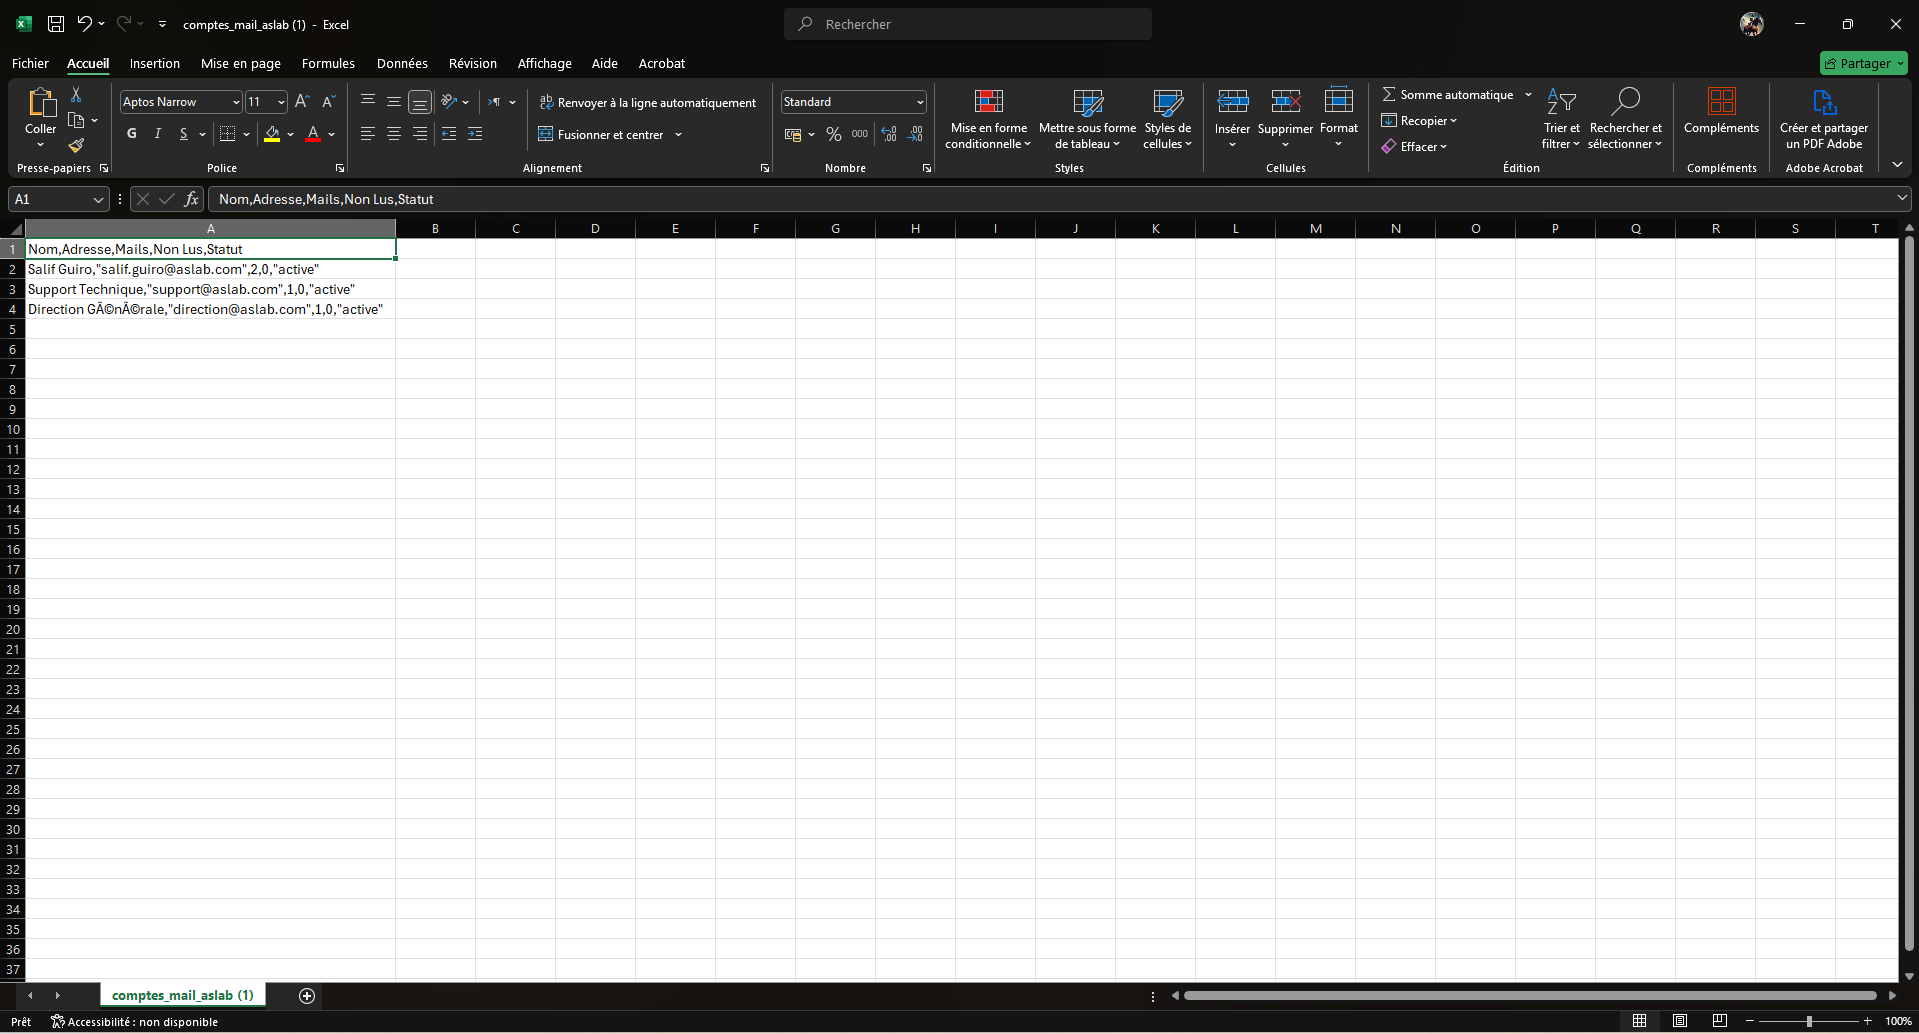 comptes_mail_aslab (1) - Excel
Rechercher
Fichier Accueil Insertion Mise en page Formules Données Révision Affichage Aide Acrobat
Partager
Coller
Presse-papiers
Aptos Narrow 11
G I S A
Police
Renvoyer à la ligne automatiquement
Fusionner et centrer
Alignement
Standard
% 000
Nombre
Mise en forme
conditionnelle
Mettre sous forme
de tableau
Styles de
cellules
Styles
Insérer Supprimer Format
Cellules
Somme automatique
Recopier
Effacer
Trier et
filtrer
Rechercher et
sélectionner
Édition
Compléments
Compléments
Créer et partager
un PDF Adobe
Adobe Acrobat
A1 fx Nom,Adresse,Mails,Non Lus,Statut
A B C D E F G H I J K L M N O P Q R S T
1 Nom,Adresse,Mails,Non Lus,Statut
2 Salif Guiro,"salif.guiro@aslab.com",2,0,"active"
3 Support Technique,"support@aslab.com",1,0,"active"
4 Direction GÃ©nÃ©rale,"direction@aslab.com",1,0,"active"
5
6
7
8
9
10
11
12
13
14
15
16
17
18
19
20
21
22
23
24
25
26
27
28
29
30
31
32
33
34
35
36
37
comptes_mail_aslab (1)
Prêt Accessibilité : non disponible
100%